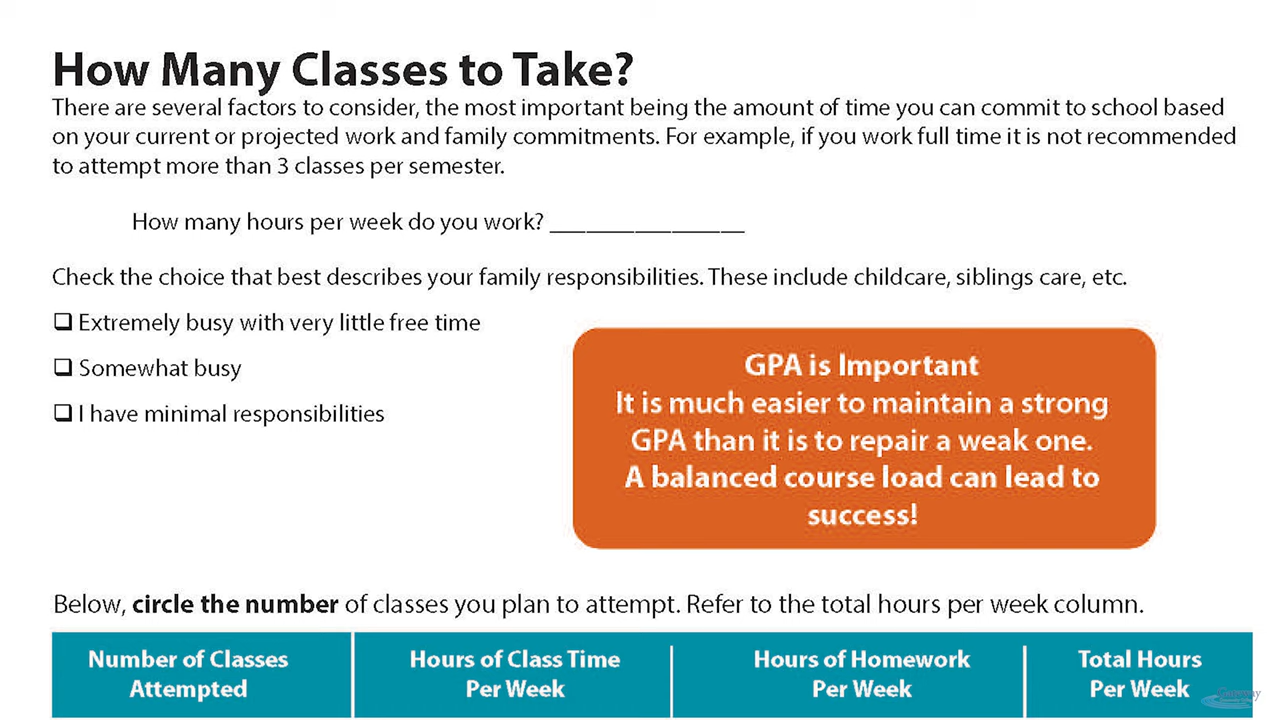 How Many Classes to Take?
There are several factors to consider, the most important being the amount of time you can commit to school based
on your current or projected work and family commitments. For example, if you work full time it is not recommended
to attempt more than 3 classes per semester.
How many hours per week do you work? ________________
Check the choice that best describes your family responsibilities. These include childcare, siblings care, etc.
❑ Extremely busy with very little free time
❑ Somewhat busy
❑ I have minimal responsibilities
GPA is Important
It is much easier to maintain a strong
GPA than it is to repair a weak one.
A balanced course load can lead to
success!
Below, circle the number of classes you plan to attempt. Refer to the total hours per week column.
Number of Classes
Attempted
Hours of Class Time
Per Week
Hours of Homework
Per Week
Total Hours
Per Week
Gateway